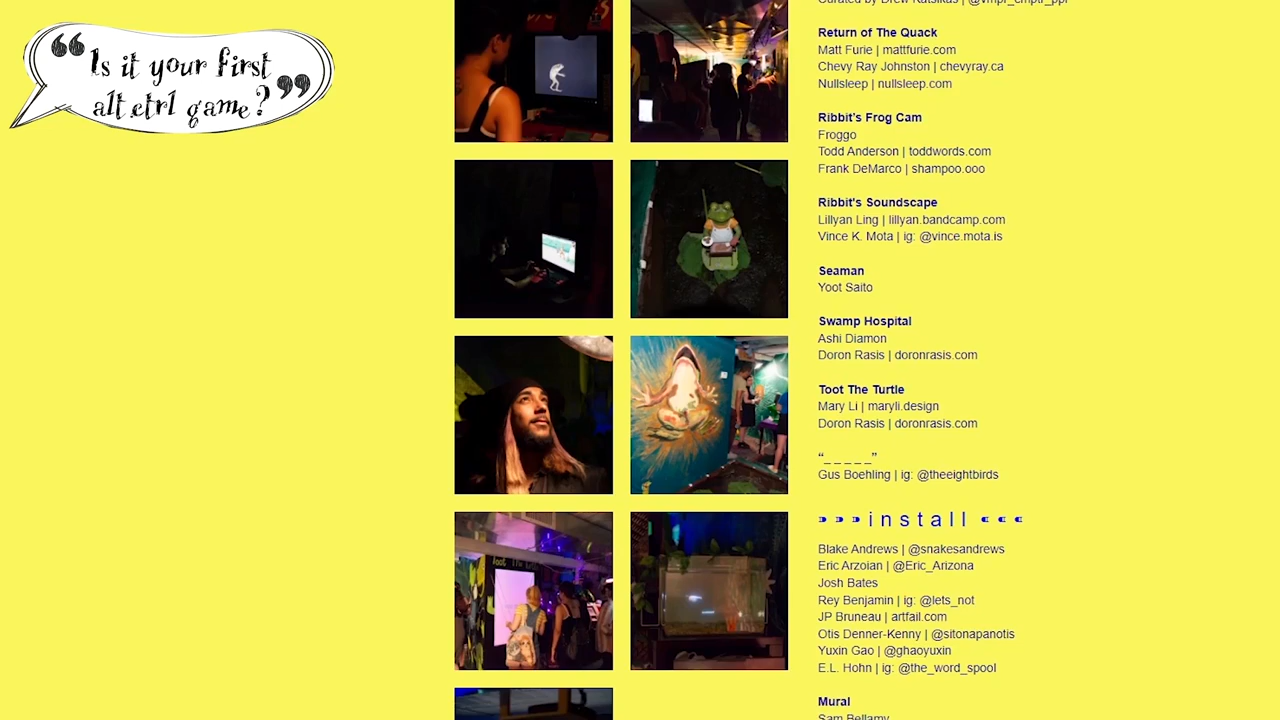 “Is it your first
alt.ctrl game?”
Return of The Quack
Matt Furie | mattfurie.com
Chevy Ray Johnston | chevyray.ca
Nullsleep | nullsleep.com
Ribbit's Frog Cam
Froggo
Todd Anderson | toddwords.com
Frank DeMarco | shampoo.ooo
Ribbit's Soundscape
Lillyan Ling | lillyan.bandcamp.com
Vince K. Mota | ig: @vince.mota.is
Seaman
Yoot Saito
Swamp Hospital
Ashi Diamon
Doron Rasis | doronrasis.com
Toot The Turtle
Mary Li | maryli.design
Doron Rasis | doronrasis.com
“_ _ _ _ _”
Gus Boehling | ig: @theeightbirds
install
Blake Andrews | @snakesandrews
Eric Arzoian | @Eric_Arizona
Josh Bates
Rey Benjamin | ig: @lets_not
JP Bruneau | artfail.com
Otis Denner-Kenny | @sitonapanotis
Yuxin Gao | @ghaoyuxin
E.L. Hohn | ig: @the_word_spool
Mural
Sam Bellamy